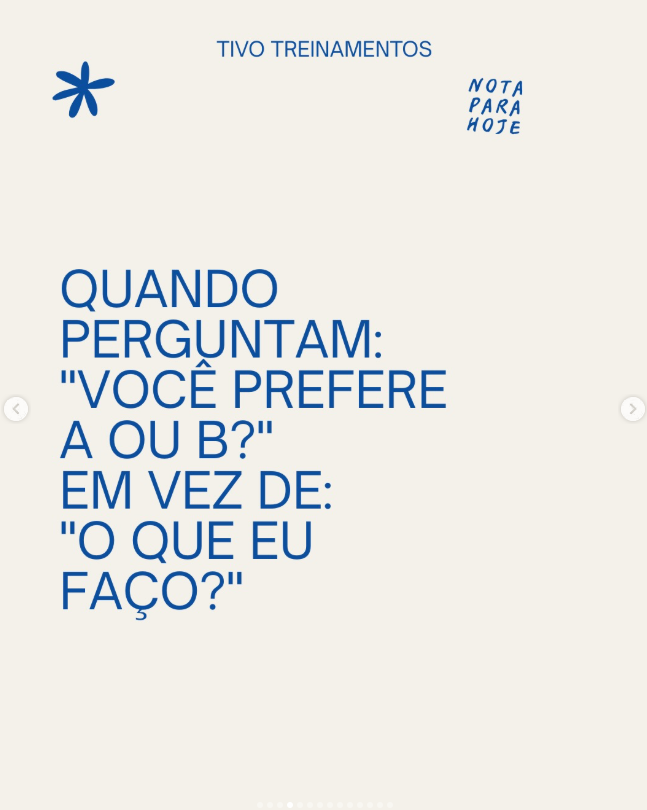 TIVO TREINAMENTOS
NOTA
PARA
HOJE
QUANDO
PERGUNTAM:
"VOCÊ PREFERE
A OU B?"
EM VEZ DE:
"O QUE EU
FAÇO?"